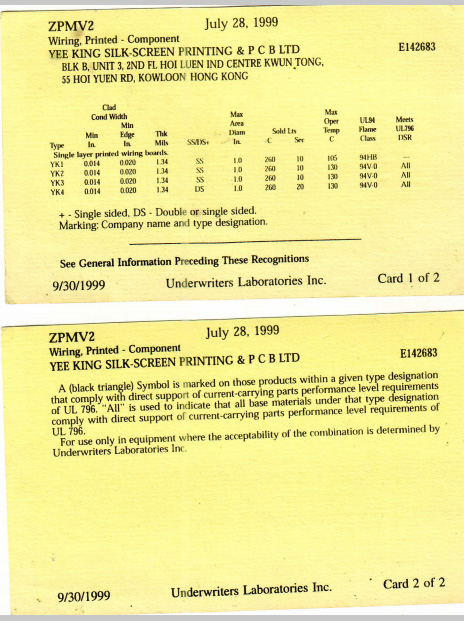 ZPMV2 July 28, 1999
Wiring, Printed - Component
YEE KING SILK-SCREEN PRINTING & P C B LTD E142683
BLK B, UNIT 3, 2ND FL HOI LUEN IND CENTRE KWUN TONG,
55 HOI YUEN RD, KOWLOON HONG KONG
Clad
Cond Width Max Max
Min Area Oper UL94 Meets
Min Edge Thk Diam Sold Lts Temp Flame UL796
Type In. In. Mils SS/DS+ In. C Sec C Class DSR
Single layer printed wiring boards.
YK1 0.014 0.020 1.34 SS 1.0 260 10 105 94HB —
YK2 0.014 0.020 1.34 SS 1.0 260 10 130 94V-0 All
YK3 0.014 0.020 1.34 SS 1.0 260 10 130 94V-0 All
YK4 0.014 0.020 1.34 DS 1.0 260 20 130 94V-0 All
+ - Single sided, DS - Double or single sided.
Marking: Company name and type designation.
See General Information Preceding These Recognitions
9/30/1999 Underwriters Laboratories Inc. Card 1 of 2
ZPMV2 July 28, 1999
Wiring, Printed - Component
YEE KING SILK-SCREEN PRINTING & P C B LTD E142683
A (black triangle) Symbol is marked on those products within a given type designation
that comply with direct support of current-carrying parts performance level requirements
of UL 796. "All" is used to indicate that all base materials under that type designation
comply with direct support of current-carrying parts performance level requirements of
UL 796.
For use only in equipment where the acceptability of the combination is determined by
Underwriters Laboratories Inc.
9/30/1999 Underwriters Laboratories Inc. Card 2 of 2